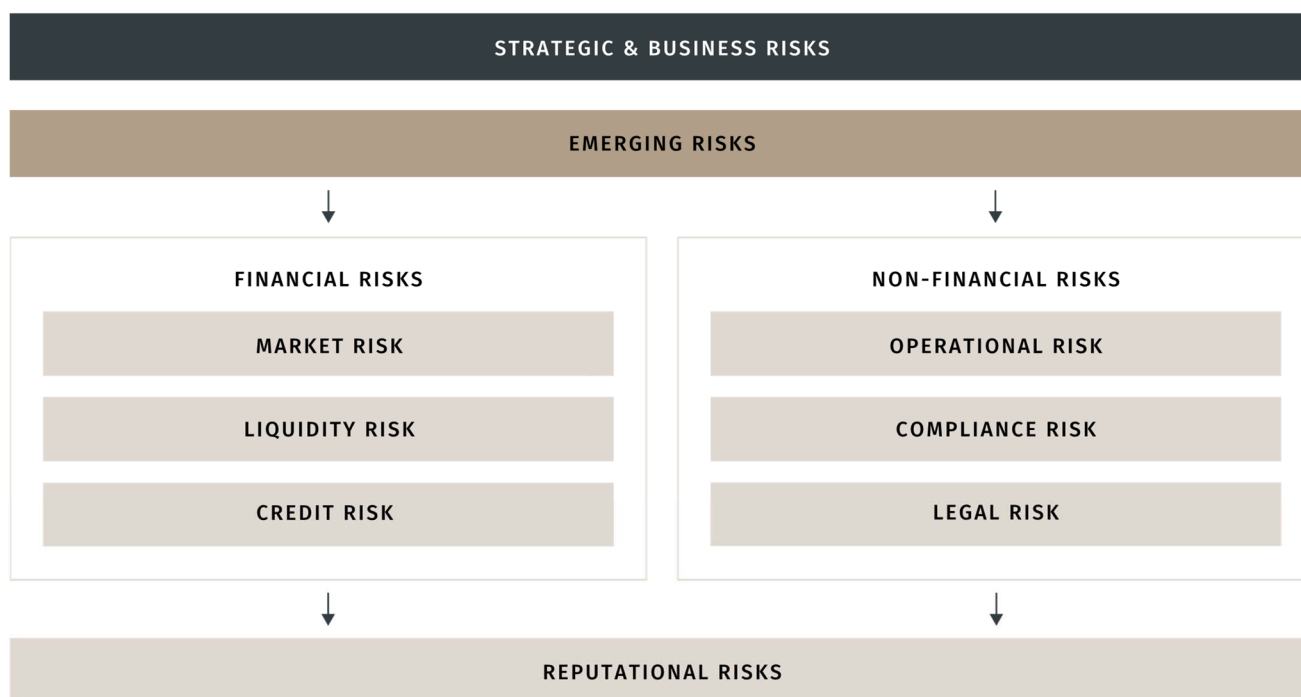 STRATEGIC & BUSINESS RISKS
EMERGING RISKS
FINANCIAL RISKS
MARKET RISK
LIQUIDITY RISK
CREDIT RISK
NON-FINANCIAL RISKS
OPERATIONAL RISK
COMPLIANCE RISK
LEGAL RISK
REPUTATIONAL RISKS